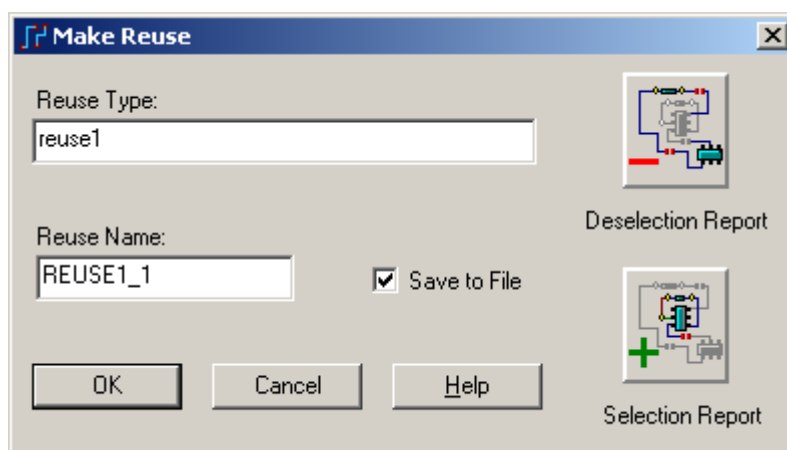 Make Reuse
Reuse Type:
reuse1
Deselection Report
Reuse Name:
REUSE1_1
Save to File
OK
Cancel
Help
Selection Report